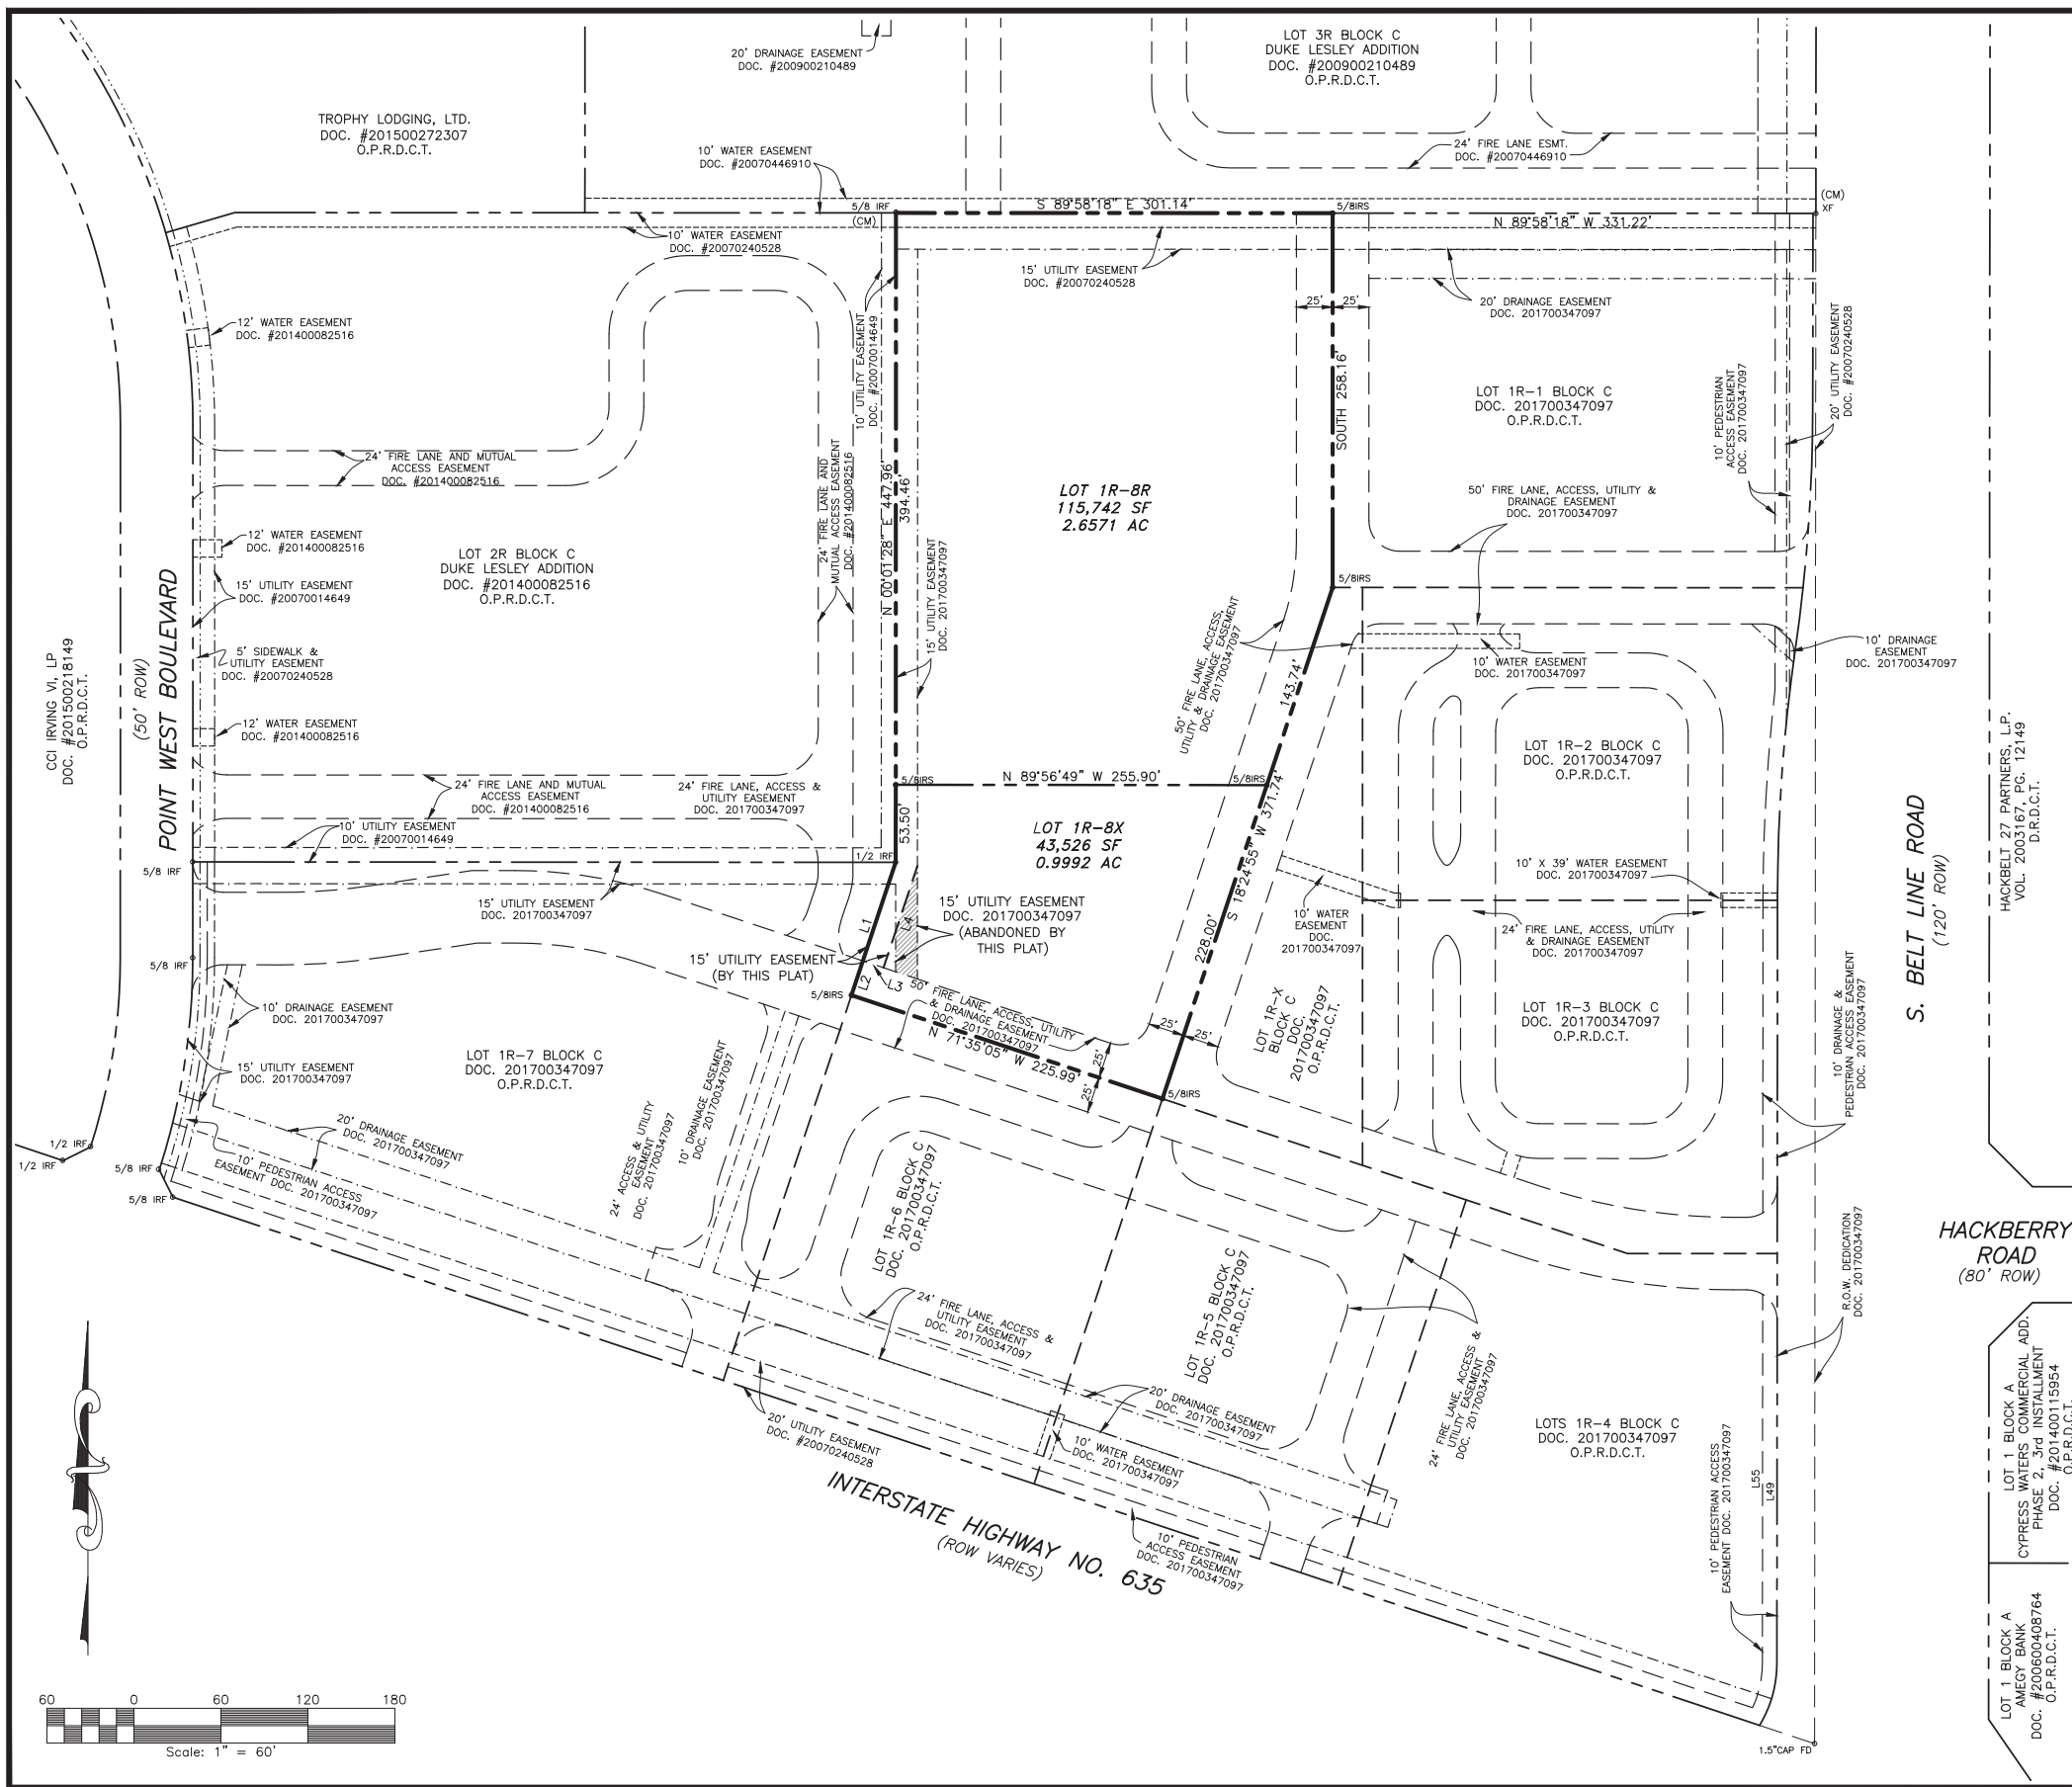 20' DRAINAGE EASEMENT
DOC. #200900210489
LOT 3R BLOCK C
DUKE LESLEY ADDITION
DOC. #200900210489
O.P.R.D.C.T.
TROPHY LODGING, LTD.
DOC. #201500272307
O.P.R.D.C.T.
10' WATER EASEMENT
DOC. #20070446910
24' FIRE LANE ESMT.
DOC. #20070446910
5/8 IRF
(CM)
S 89°58'18" E 301.14'
5/8IRS
N 89°58'18" W 331.22'
(CM)
XF
10' WATER EASEMENT
DOC. #20070240528
15' UTILITY EASEMENT
DOC. #20070240528
25'
25'
20' DRAINAGE EASEMENT
DOC. 201700347097
12' WATER EASEMENT
DOC. #201400082516
10' UTILITY EASEMENT
DOC. #20070014649
SOUTH 258.16'
LOT 1R-1 BLOCK C
DOC. 201700347097
O.P.R.D.C.T.
10' PEDESTRIAN
ACCESS EASEMENT
DOC. 201700347097
20' UTILITY EASEMENT
DOC. #20070240528
24' FIRE LANE AND MUTUAL
ACCESS EASEMENT
DOC. #201400082516
24' FIRE LANE AND
MUTUAL ACCESS EASEMENT
DOC. #201400082516
N 00°01'28" E 447.96'
394.46'
LOT 1R-8R
115,742 SF
2.6571 AC
50' FIRE LANE, ACCESS, UTILITY &
DRAINAGE EASEMENT
DOC. 201700347097
12' WATER EASEMENT
DOC. #201400082516
LOT 2R BLOCK C
DUKE LESLEY ADDITION
DOC. #201400082516
O.P.R.D.C.T.
15' UTILITY EASEMENT
DOC. #20070014649
15' UTILITY EASEMENT
DOC. 201700347097
5/8IRS
CCI IRVING VI, LP
DOC. #201500218149
O.P.R.D.C.T.
POINT WEST BOULEVARD
(50' ROW)
5' SIDEWALK &
UTILITY EASEMENT
DOC. #20070240528
12' WATER EASEMENT
DOC. #201400082516
50' FIRE LANE, ACCESS,
UTILITY & DRAINAGE EASEMENT
DOC. 201700347097
143.74'
10' WATER EASEMENT
DOC. 201700347097
10' DRAINAGE
EASEMENT
DOC. 201700347097
LOT 1R-2 BLOCK C
DOC. 201700347097
O.P.R.D.C.T.
HACKBELT 27 PARTNERS, L.P.
VOL. 2003167, PG. 12149
D.R.D.C.T.
24' FIRE LANE AND MUTUAL
ACCESS EASEMENT
DOC. #201400082516
24' FIRE LANE, ACCESS &
UTILITY EASEMENT
DOC. 201700347097
5/8IRS
N 89°56'49" W 255.90'
5/8IRS
10' UTILITY EASEMENT
DOC. #20070014649
53.50'
LOT 1R-8X
43,526 SF
0.9992 AC
S 18°24'55" W 371.74'
228.00'
5/8 IRF
1/2 IRF
10' X 39' WATER EASEMENT
DOC. 201700347097
S. BELT LINE ROAD
(120' ROW)
15' UTILITY EASEMENT
DOC. 201700347097
L1
L4
15' UTILITY EASEMENT
DOC. 201700347097
(ABANDONED BY
THIS PLAT)
10' WATER
EASEMENT
DOC.
201700347097
24' FIRE LANE, ACCESS, UTILITY
& DRAINAGE EASEMENT
DOC. 201700347097
15' UTILITY EASEMENT
(BY THIS PLAT)
5/8 IRF
5/8IRS
L2
L3
50' FIRE LANE, ACCESS, UTILITY
& DRAINAGE EASEMENT
DOC. 201700347097
N 71°35'05" W 225.99'
10' DRAINAGE EASEMENT
DOC. 201700347097
LOT 1R-3 BLOCK C
DOC. 201700347097
O.P.R.D.C.T.
LOT 1R-X
BLOCK C
DOC.
201700347097
O.P.R.D.C.T.
25'
25'
25'
25'
5/8IRS
10' DRAINAGE &
PEDESTRIAN ACCESS EASEMENT
DOC. 201700347097
15' UTILITY EASEMENT
DOC. 201700347097
LOT 1R-7 BLOCK C
DOC. 201700347097
O.P.R.D.C.T.
10' DRAINAGE EASEMENT
DOC. 201700347097
24' ACCESS & UTILITY
EASEMENT
DOC. 201700347097
1/2 IRF
1/2 IRF
5/8 IRF
5/8 IRF
20' DRAINAGE EASEMENT
DOC. 201700347097
10' PEDESTRIAN ACCESS
EASEMENT DOC. 201700347097
LOT 1R-6 BLOCK C
DOC. 201700347097
O.P.R.D.C.T.
LOT 1R-5 BLOCK C
DOC. 201700347097
O.P.R.D.C.T.
R.O.W. DEDICATION
DOC. 201700347097
HACKBERRY
ROAD
(80' ROW)
24' FIRE LANE, ACCESS &
UTILITY EASEMENT
DOC. 201700347097
24' FIRE LANE, ACCESS &
UTILITY EASEMENT
DOC. 201700347097
20' DRAINAGE EASEMENT
DOC. 201700347097
20' UTILITY EASEMENT
DOC. #20070240528
10' WATER EASEMENT
DOC. 201700347097
LOTS 1R-4 BLOCK C
DOC. 201700347097
O.P.R.D.C.T.
10' PEDESTRIAN ACCESS
EASEMENT DOC. 201700347097
L55
L49
LOT 1 BLOCK A
CYPRESS WATERS COMMERCIAL ADD.
PHASE 2, 3rd INSTALLMENT
DOC. #201400115954
O.P.R.D.C.T.
INTERSTATE HIGHWAY NO. 635
(ROW VARIES)
10' PEDESTRIAN
ACCESS EASEMENT
DOC. 201700347097
LOT 1 BLOCK A
AMEGY BANK
DOC. #200600408764
O.P.R.D.C.T.
1.5"CAP FD
60 0 60 120 180
Scale: 1" = 60'